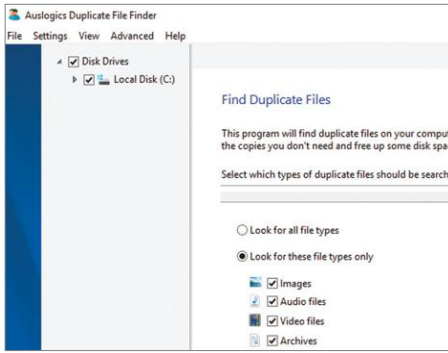 Auslogics Duplicate File Finder
File Settings View Advanced Help
Disk Drives
Local Disk (C:)
Find Duplicate Files
This program will find duplicate files on your comput
the copies you don't need and free up some disk spa
Select which types of duplicate files should be search
Look for all file types
Look for these file types only
Images
Audio files
Video files
Archives